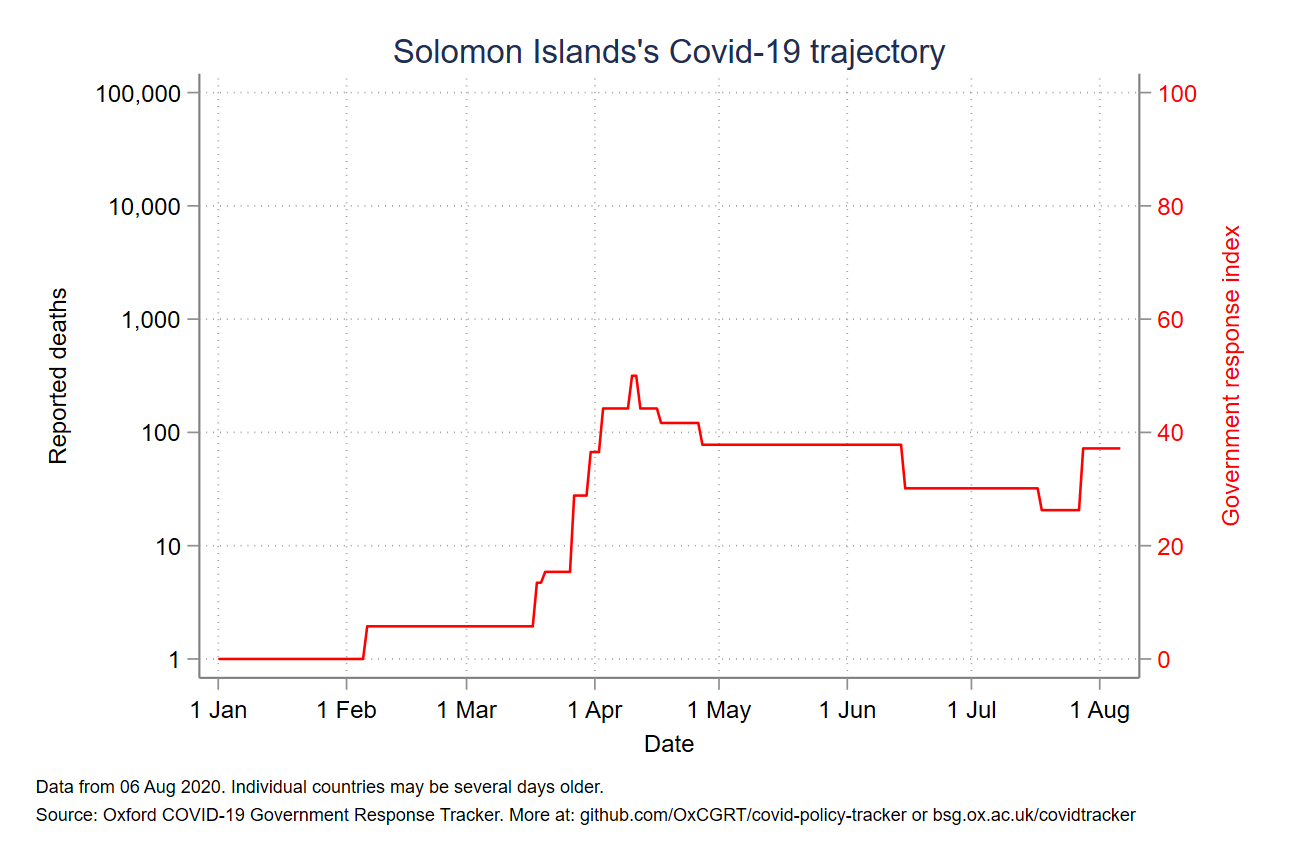 Solomon Islands's Covid-19 trajectory
100,000
10,000
1,000
100
10
1
Reported deaths
100
80
60
40
20
0
Government response index
1 Jan 1 Feb 1 Mar 1 Apr 1 May 1 Jun 1 Jul 1 Aug
Date
Data from 06 Aug 2020. Individual countries may be several days older.
Source: Oxford COVID-19 Government Response Tracker. More at: github.com/OxCGRT/covid-policy-tracker or bsg.ox.ac.uk/covidtracker